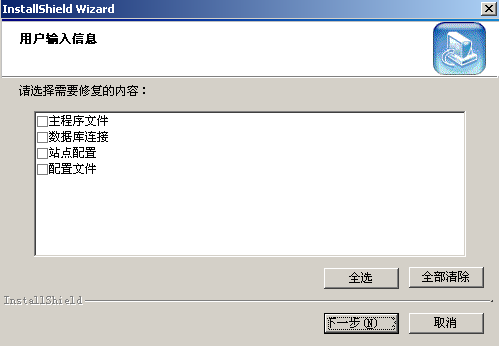 InstallShield Wizard
用户输入信息
请选择需要修复的内容：
主程序文件
数据库连接
站点配置
配置文件
全选
全部清除
InstallShield
下一步(N)
取消